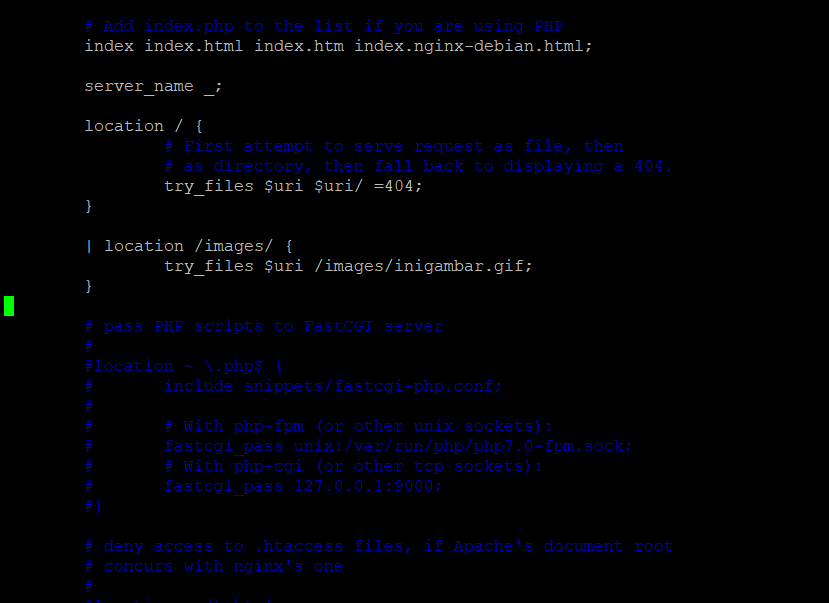 # Add index.php to the list if you are using PHP
index index.html index.htm index.nginx-debian.html;
server_name _;
location / {
# First attempt to serve request as file, then
# as directory, then fall back to displaying a 404.
try_files $uri $uri/ =404;
}
| location /images/ {
try_files $uri /images/inigambar.gif;
}
# pass PHP scripts to FastCGI server
#
#location ~ \.php$ {
#       include snippets/fastcgi-php.conf;
#
#       # With php-fpm (or other unix sockets):
#       fastcgi_pass unix:/var/run/php/php7.0-fpm.sock;
#       # With php-cgi (or other tcp sockets):
#       fastcgi_pass 127.0.0.1:9000;
#}
# deny access to .htaccess files, if Apache's document root
# concurs with nginx's one
#